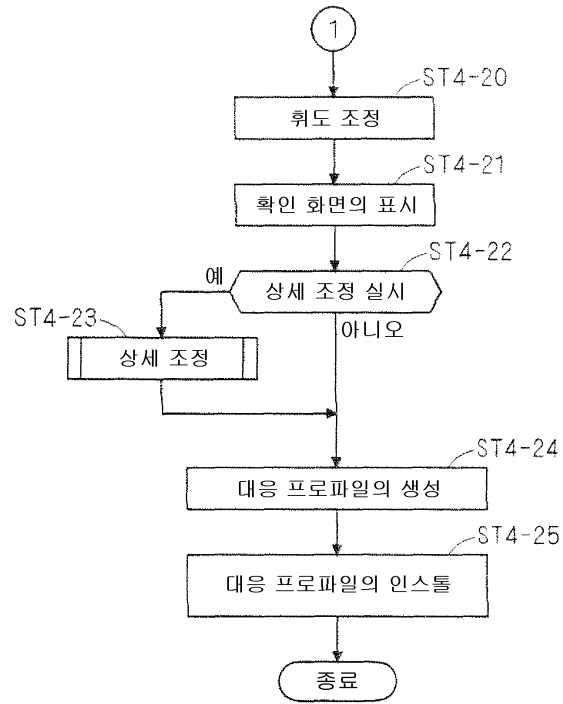 1
ST4-20
휘도 조정
ST4-21
확인 화면의 표시
ST4-22
예
상세 조정 실시
ST4-23
아니오
상세 조정
ST4-24
대응 프로파일의 생성
ST4-25
대응 프로파일의 인스톨
종료